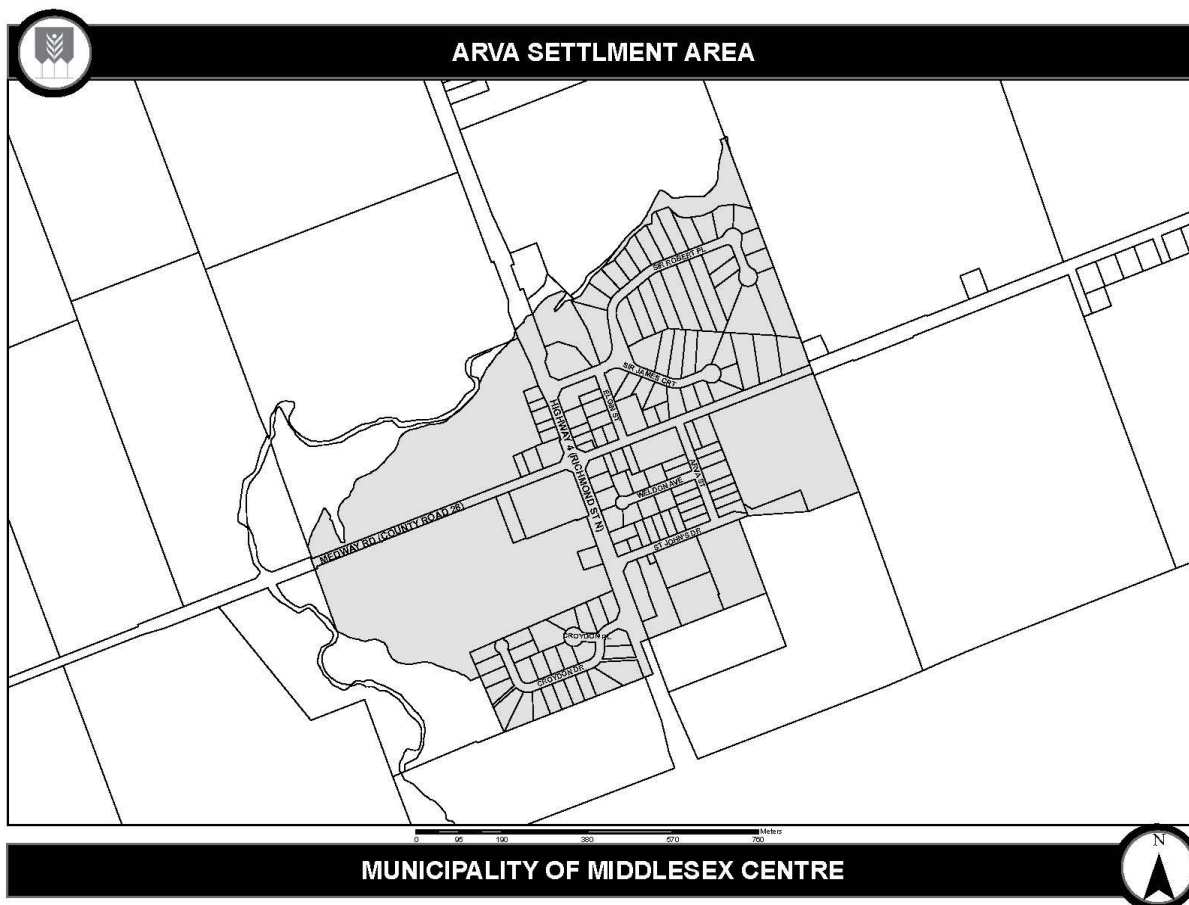 ARVA SETTLMENT AREA
SIR ROBERT PL
SIR JAMES CRT
ELGIN ST
HIGHWAY 4 (RICHMOND ST N)
ARVA ST
WELDON AVE
MEDWAY RD (COUNTY ROAD 28)
ST JOHN'S DR
CROYDON PL
CROYDON DR
Meters
0 95 190 380 570 760
MUNICIPALITY OF MIDDLESEX CENTRE
N